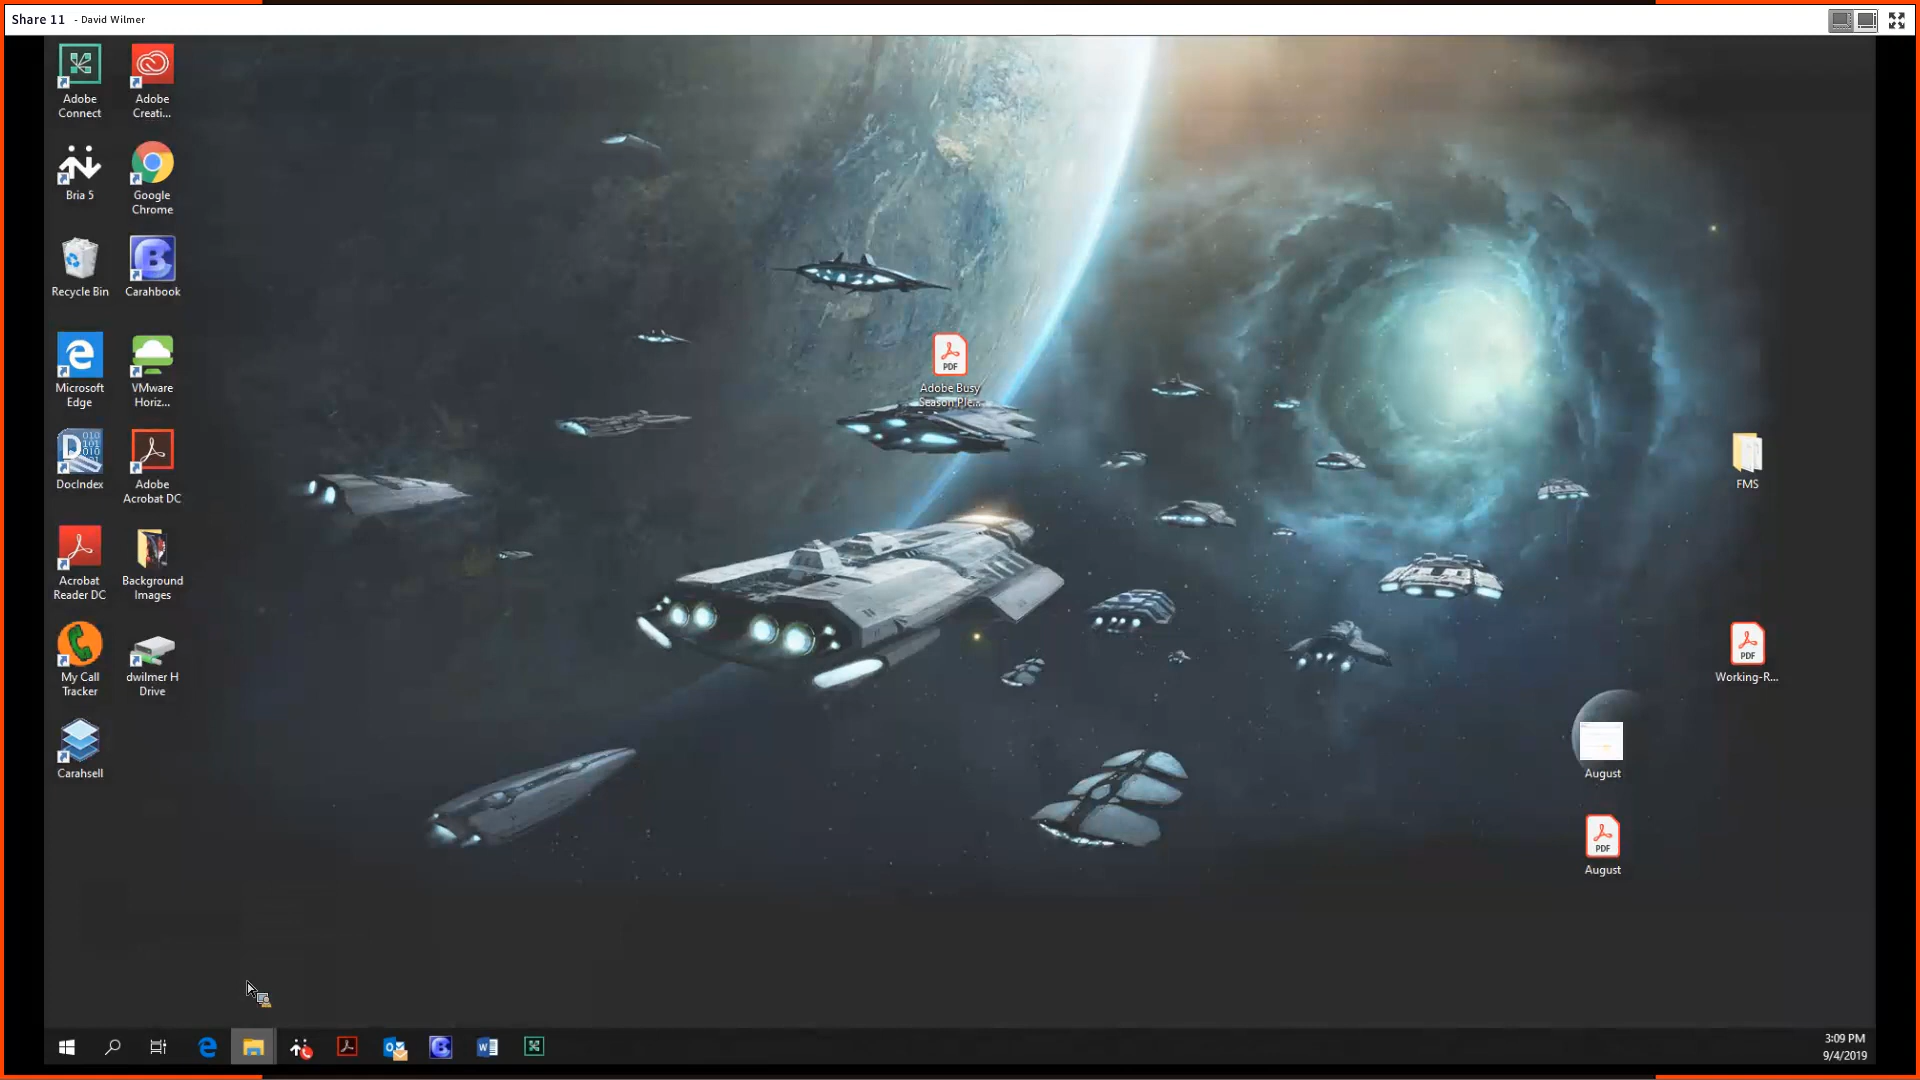 Share 11 - David Wilmer
Adobe
Connect
Adobe
Creati...
Bria 5
Google
Chrome
Recycle Bin
Carahbook
Microsoft
Edge
VMware
Horiz...
DocIndex
Adobe
Acrobat DC
Acrobat
Reader DC
Background
Images
My Call
Tracker
dwilmer H
Drive
Carahsell
PDF
Adobe Busy
Season Ple...
FMS
PDF
Working-R...
August
PDF
August
3:09 PM
9/4/2019